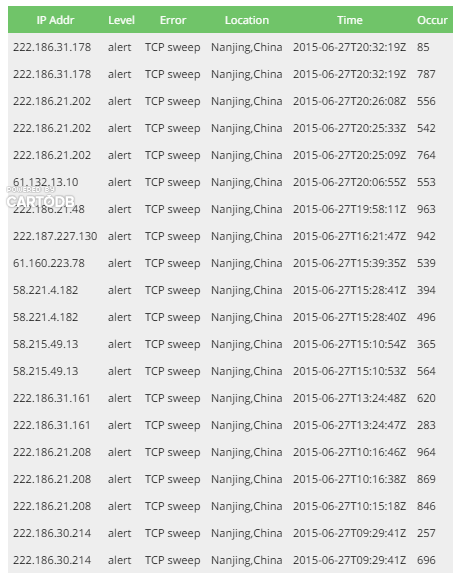 IP Addr Level Error Location Time Occur
222.186.31.178 alert TCP sweep Nanjing,China 2015-06-27T20:32:19Z 85
222.186.31.178 alert TCP sweep Nanjing,China 2015-06-27T20:32:19Z 787
222.186.21.202 alert TCP sweep Nanjing,China 2015-06-27T20:26:08Z 556
222.186.21.202 alert TCP sweep Nanjing,China 2015-06-27T20:25:33Z 542
222.186.21.202 alert TCP sweep Nanjing,China 2015-06-27T20:25:09Z 764
61.132.13.10 alert TCP sweep Nanjing,China 2015-06-27T20:06:55Z 553
POWERED BY
CARTODB
222.186.21.48 alert TCP sweep Nanjing,China 2015-06-27T19:58:11Z 963
222.187.227.130 alert TCP sweep Nanjing,China 2015-06-27T16:21:47Z 942
61.160.223.78 alert TCP sweep Nanjing,China 2015-06-27T15:39:35Z 539
58.221.4.182 alert TCP sweep Nanjing,China 2015-06-27T15:28:41Z 394
58.221.4.182 alert TCP sweep Nanjing,China 2015-06-27T15:28:40Z 496
58.215.49.13 alert TCP sweep Nanjing,China 2015-06-27T15:10:54Z 365
58.215.49.13 alert TCP sweep Nanjing,China 2015-06-27T15:10:53Z 564
222.186.31.161 alert TCP sweep Nanjing,China 2015-06-27T13:24:48Z 620
222.186.31.161 alert TCP sweep Nanjing,China 2015-06-27T13:24:47Z 283
222.186.21.208 alert TCP sweep Nanjing,China 2015-06-27T10:16:46Z 964
222.186.21.208 alert TCP sweep Nanjing,China 2015-06-27T10:16:38Z 869
222.186.21.208 alert TCP sweep Nanjing,China 2015-06-27T10:15:18Z 846
222.186.30.214 alert TCP sweep Nanjing,China 2015-06-27T09:29:41Z 257
222.186.30.214 alert TCP sweep Nanjing,China 2015-06-27T09:29:41Z 696